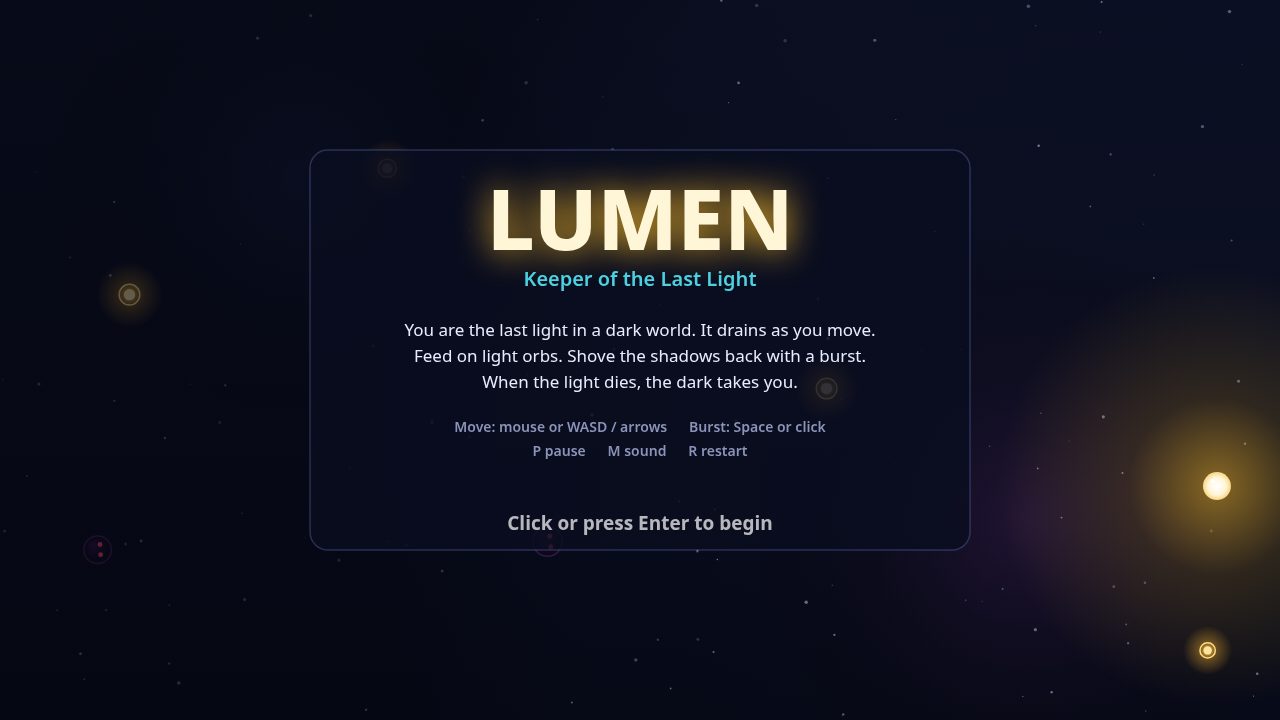 LUMEN
Keeper of the Last Light
You are the last light in a dark world. It drains as you move.
Feed on light orbs. Shove the shadows back with a burst.
When the light dies, the dark takes you.
Move: mouse or WASD / arrows Burst: Space or click
P pause M sound R restart
Click or press Enter to begin